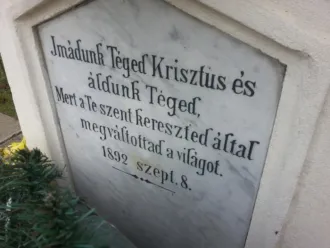 Imádunk Téged Krisztus és
áldunk Téged,
Mert a Te szent kereszted által
megváltottad a világot.
1892 szept. 8.